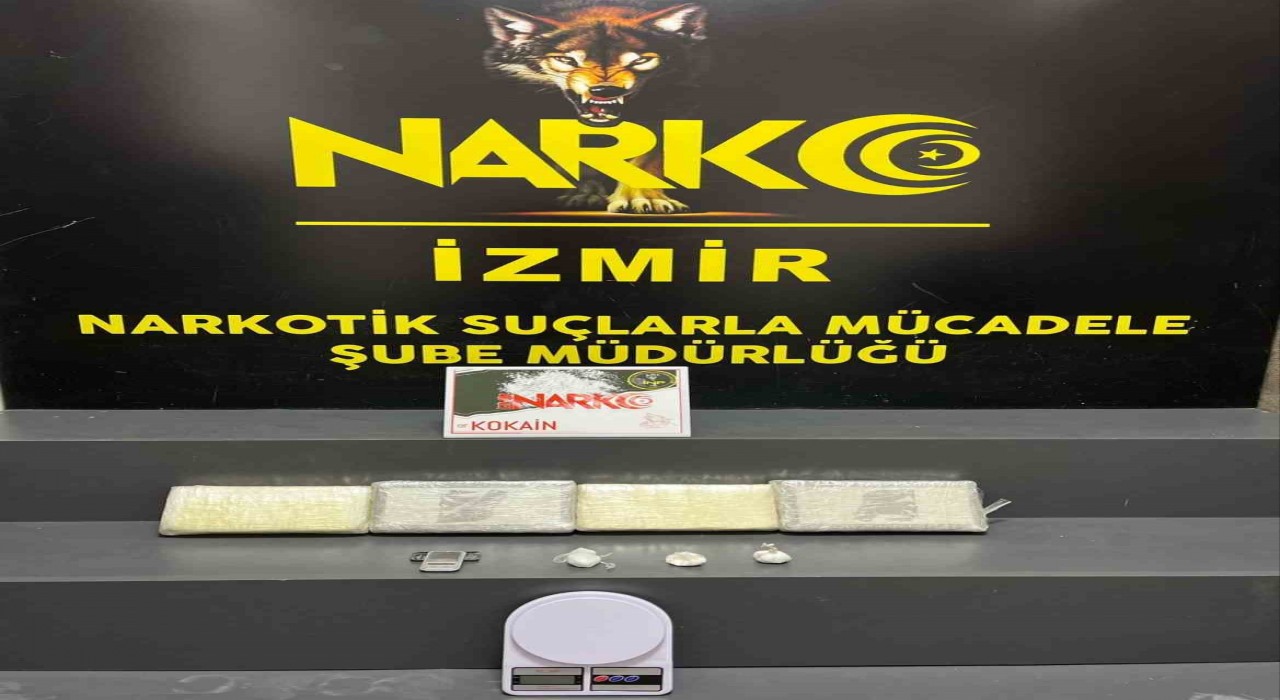 NARKO
İZMİR
NARKOTİK SUÇLARLA MÜCADELE
ŞUBE MÜDÜRLÜĞÜ
NARKO
KOKAİN